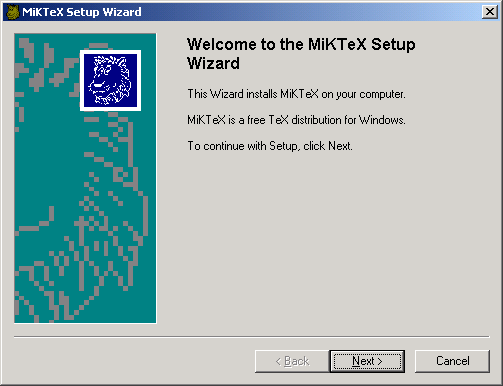 MiKTeX Setup Wizard
Welcome to the MiKTeX Setup
Wizard
This Wizard installs MiKTeX on your computer.
MiKTeX is a free TeX distribution for Windows.
To continue with Setup, click Next.
< Back
Next >
Cancel